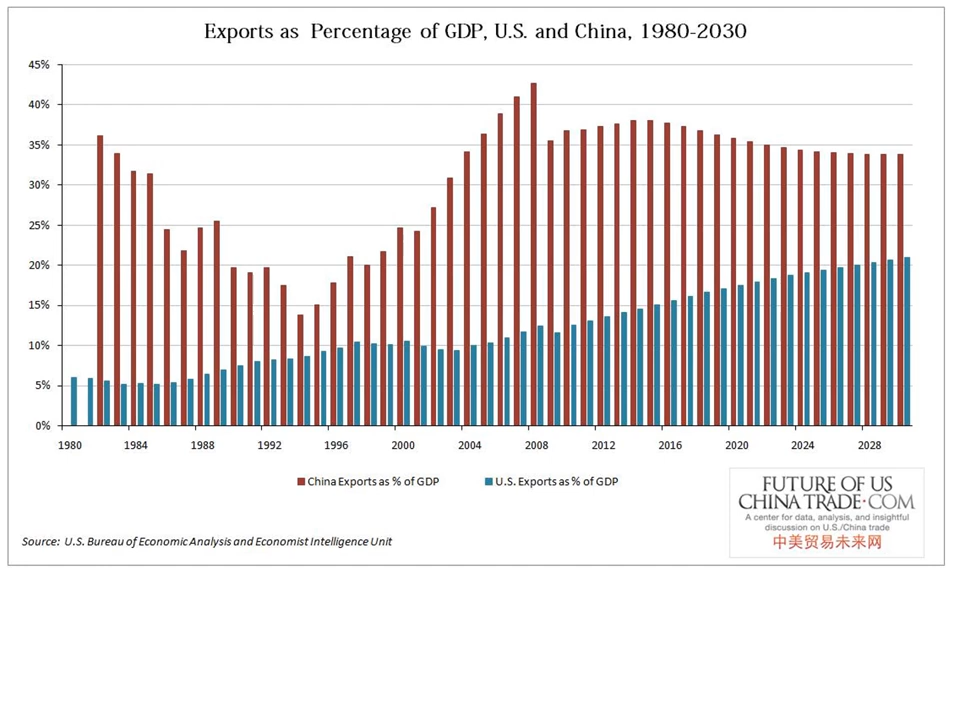 Exports as Percentage of GDP, U.S. and China, 1980-2030
45%
40%
35%
30%
25%
20%
15%
10%
5%
0%
1980 1984 1988 1992 1996 2000 2004 2008 2012 2016 2020 2024 2028
China Exports as % of GDP U.S. Exports as % of GDP
FUTURE OF US
CHINA TRADE·COM
A center for data, analysis, and insightful
discussion on U.S./China trade
中美贸易未来网
Source: U.S. Bureau of Economic Analysis and Economist Intelligence Unit